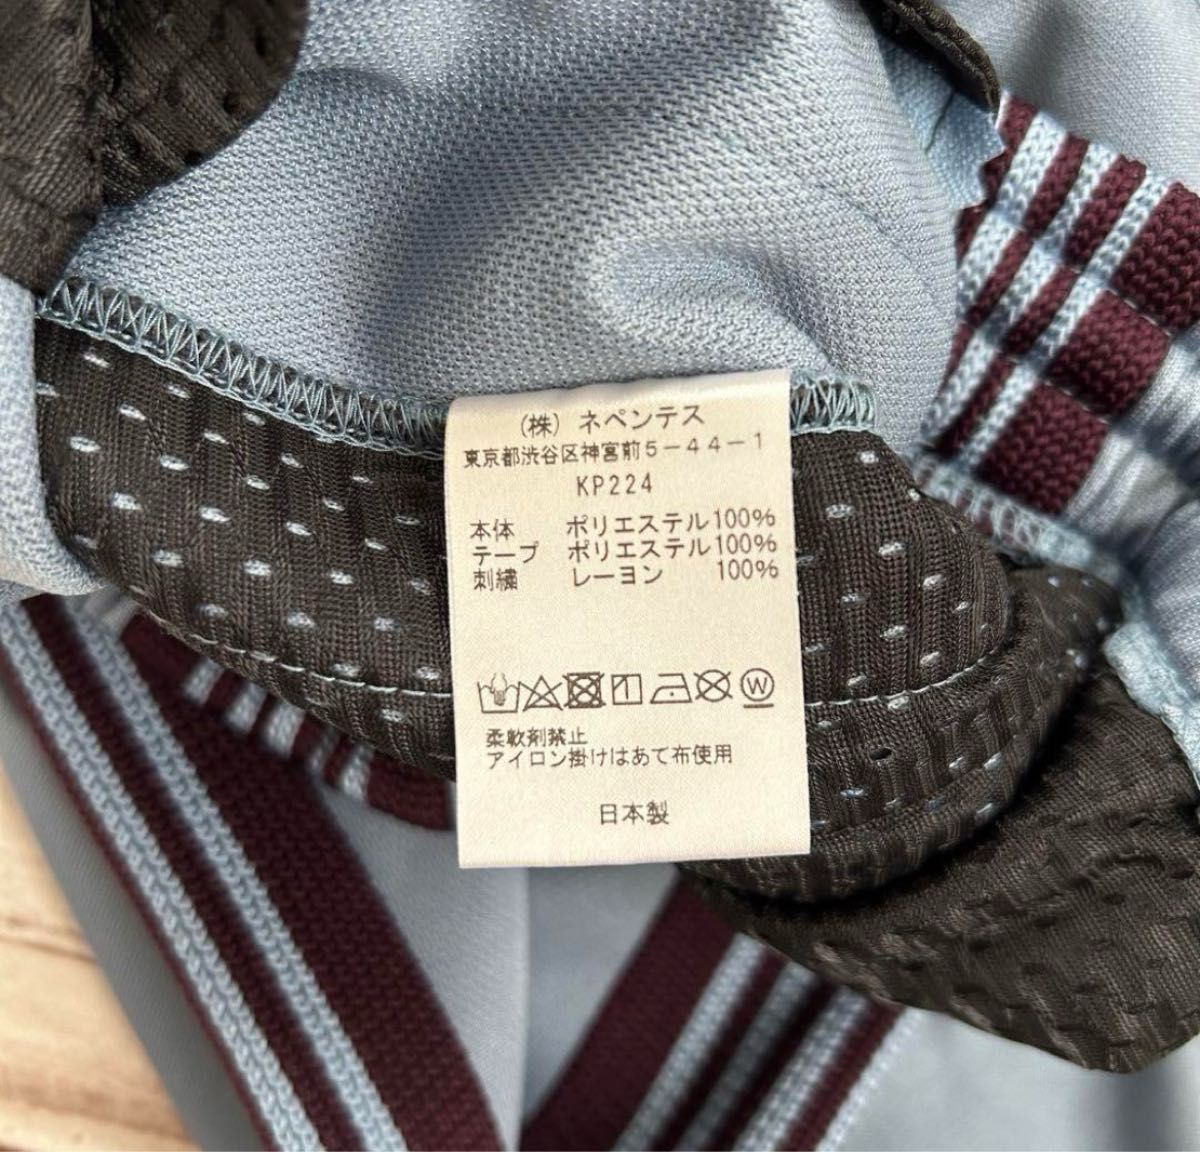 (株) ネペンテス
東京都渋谷区神宮前5-44-1
KP224
本体 ポリエステル100%
テープ ポリエステル100%
刺繍 レーヨン 100%
W
柔軟剤禁止
アイロン掛けはあて布使用
日本製